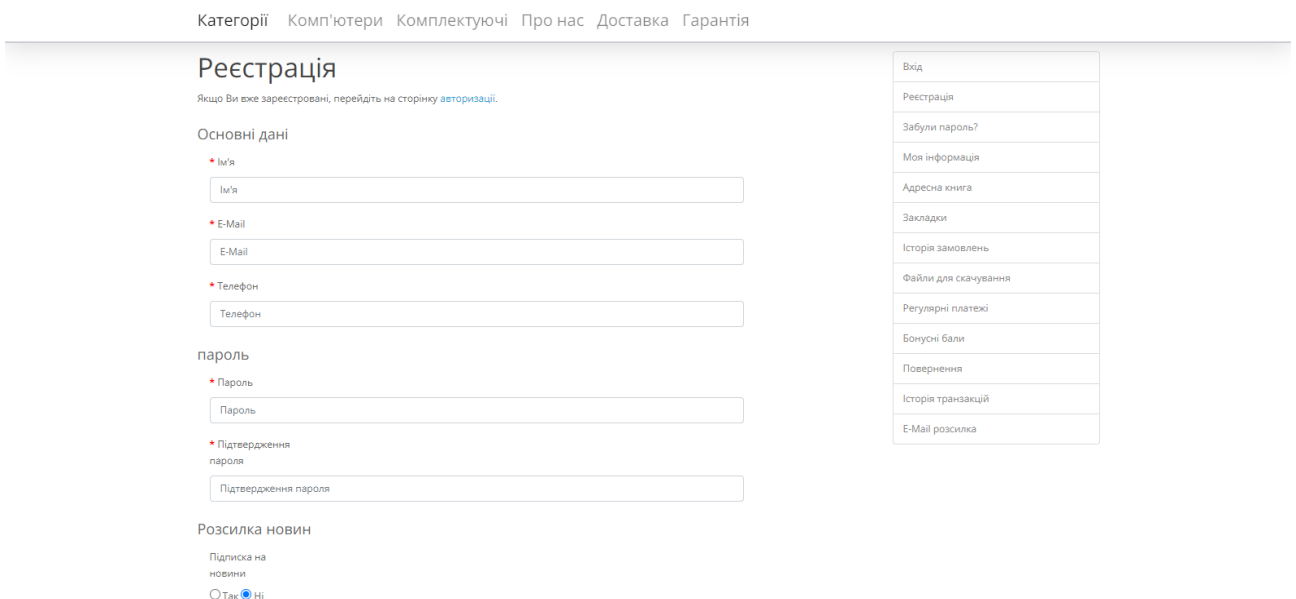 Категорії Комп'ютери Комплектуючі Про нас Доставка Гарантія
Реєстрація
Якщо Ви вже зареєстровані, перейдіть на сторінку авторизації.
Основні дані
* Ім'я
Ім'я
* E-Mail
E-Mail
* Телефон
Телефон
пароль
* Пароль
Пароль
* Підтвердження
пароля
Підтвердження пароля
Розсилка новин
Підписка на
новини
Так Ні
Вхід
Реєстрація
Забули пароль?
Моя інформація
Адресна книга
Закладки
Історія замовлень
Файли для скачування
Регулярні платежі
Бонусні бали
Повернення
Історія транзакцій
E-Mail розсилка